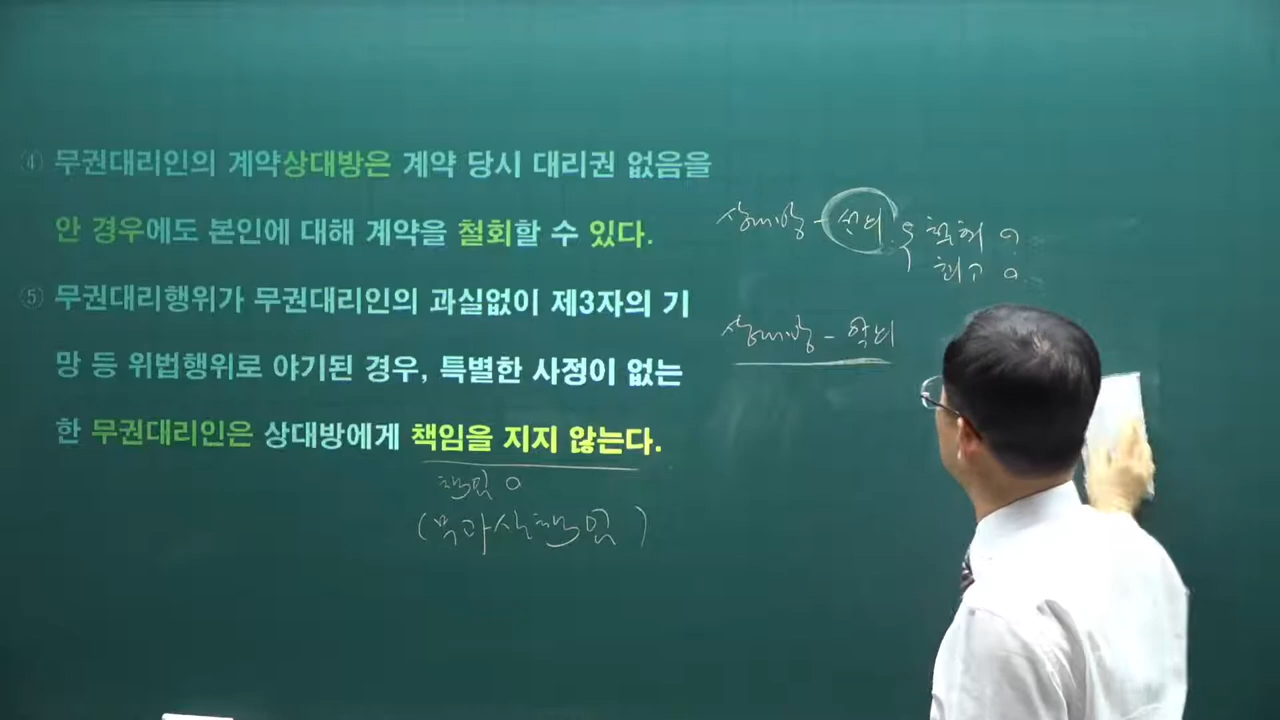 ④ 무권대리인의 계약상대방은 계약 당시 대리권 없음을
안 경우에도 본인에 대해 계약을 철회할 수 있다.
⑤ 무권대리행위가 무권대리인의 과실없이 제3자의 기
망 등 위법행위로 야기된 경우, 특별한 사정이 없는
한 무권대리인은 상대방에게 책임을 지지 않는다.
책임 O
(무과실책임)
상대방 - 선의
철회 O
최고 O
상대방 - 악의